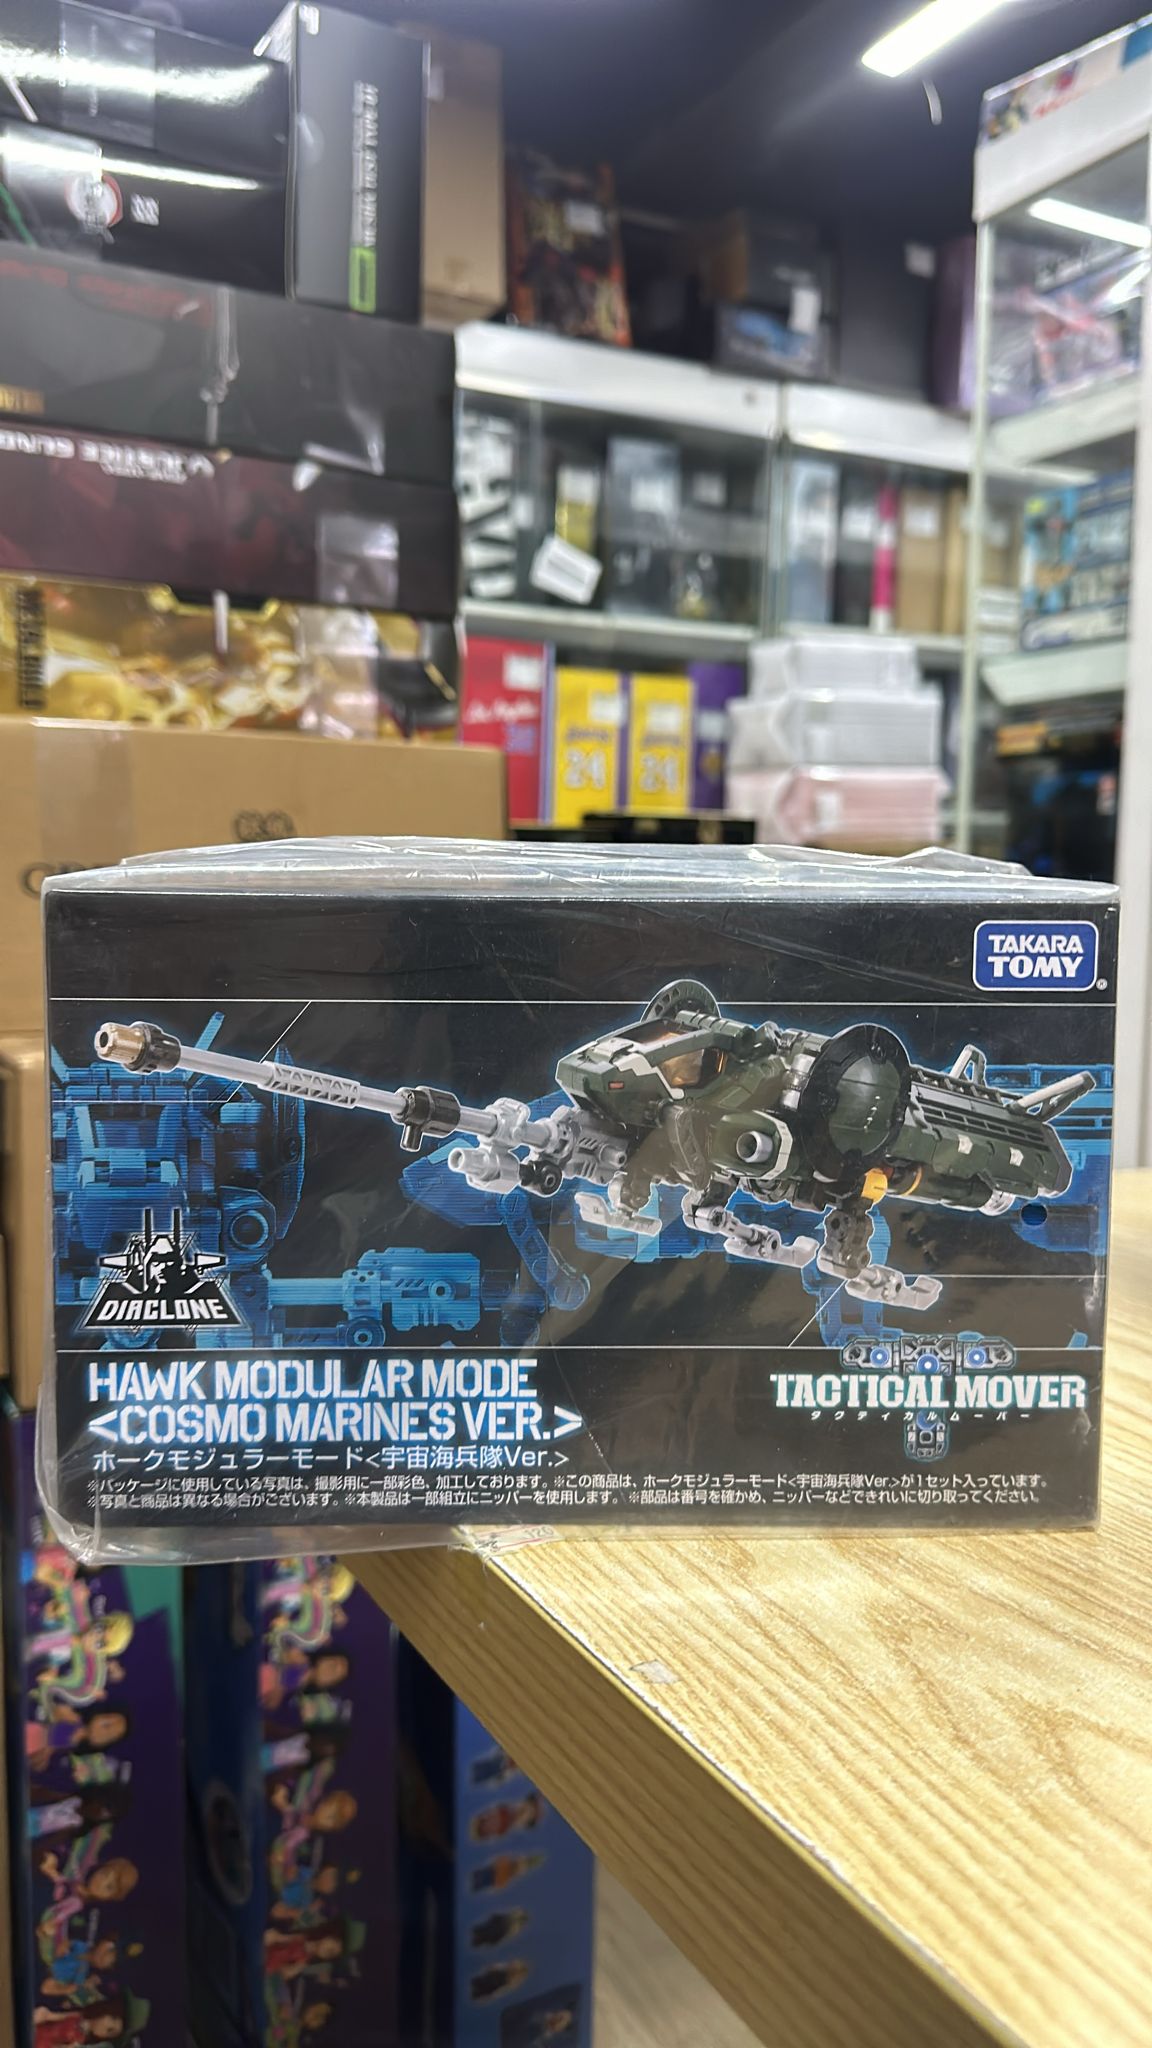 24
24
TAKARA
TOMY
DIACLONE
HAWK MODULAR MODE
<COSMO MARINES VER.>
ホークモジュラーモード<宇宙海兵隊Ver.>
TACTICAL MOVER
タクティカルムーバー
※パッケージに使用している写真は、撮影用に一部彩色、加工しております。※この商品は、ホークモジュラーモード<宇宙海兵隊Ver.>が1セット入っています。
※写真と商品は異なる場合がございます。※本製品は一部組立にニッパーを使用します。※部品は番号を確かめ、ニッパーなどできれいに切り取ってください。